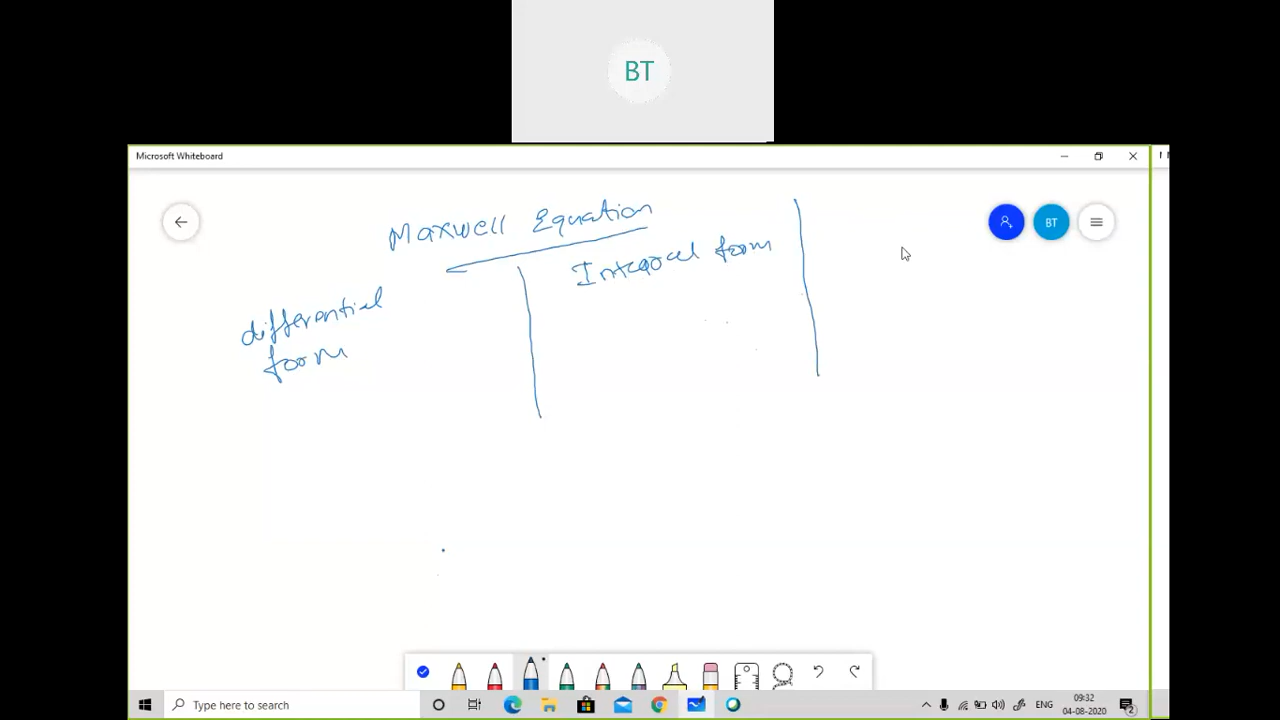 BT
Microsoft Whiteboard
Maxwell Equation
BT
Integral form
differential
form
Type here to search
ENG
09:32
04-08-2020
2